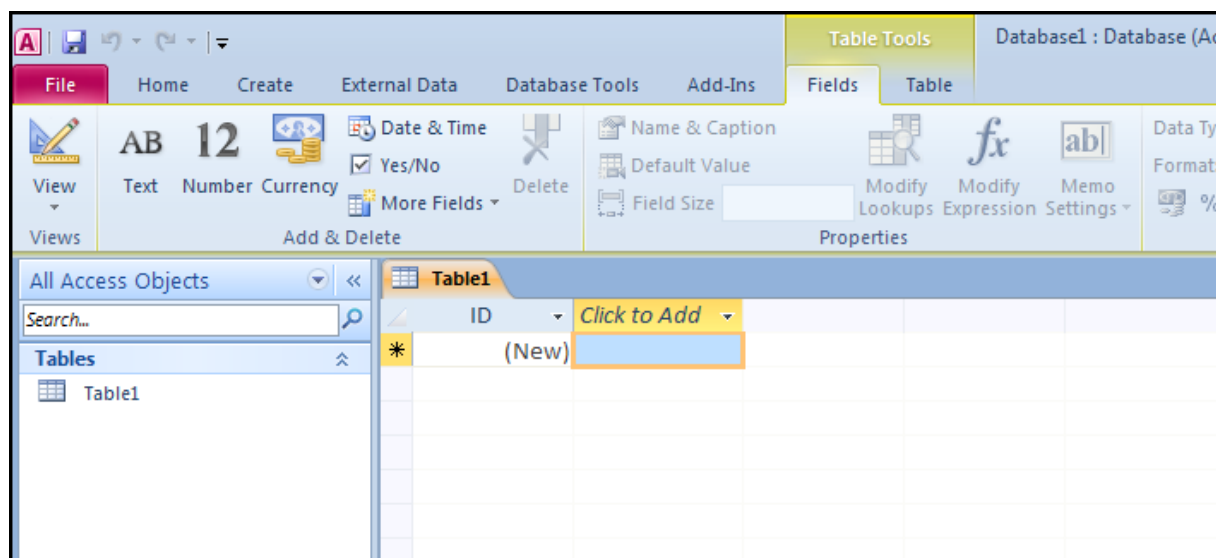 A
Table Tools
Database1 : Database (Ac
File Home Create External Data Database Tools Add-Ins Fields Table
View
AB
Text
12
Number
Currency
Date & Time
Yes/No
More Fields
Delete
Name & Caption
Default Value
Field Size
Modify
Lookups
fx
Modify
Expression
ab|
Memo
Settings
Data Ty
Format
%
Views
Add & Delete
Properties
All Access Objects
Search...
Tables
Table1
Table1
ID Click to Add
(New)